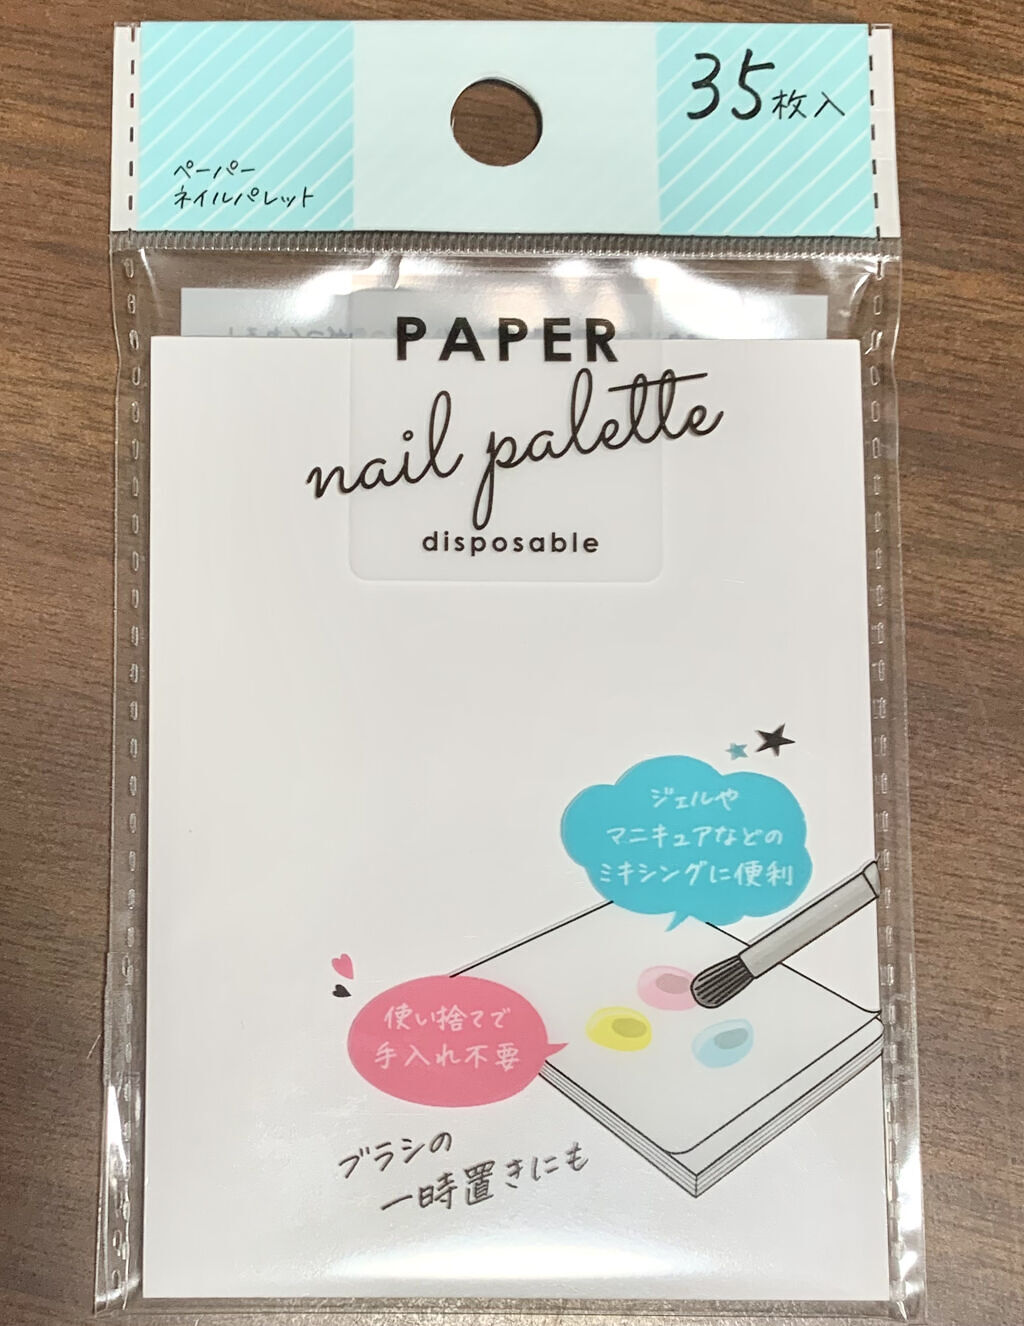 35枚入
ペーパー
ネイルパレット
PAPER
nail palette
disposable
ジェルや
マニキュアなどの
ミキシングに便利
使い捨てで
手入れ不要
ブラシの
一時置きにも